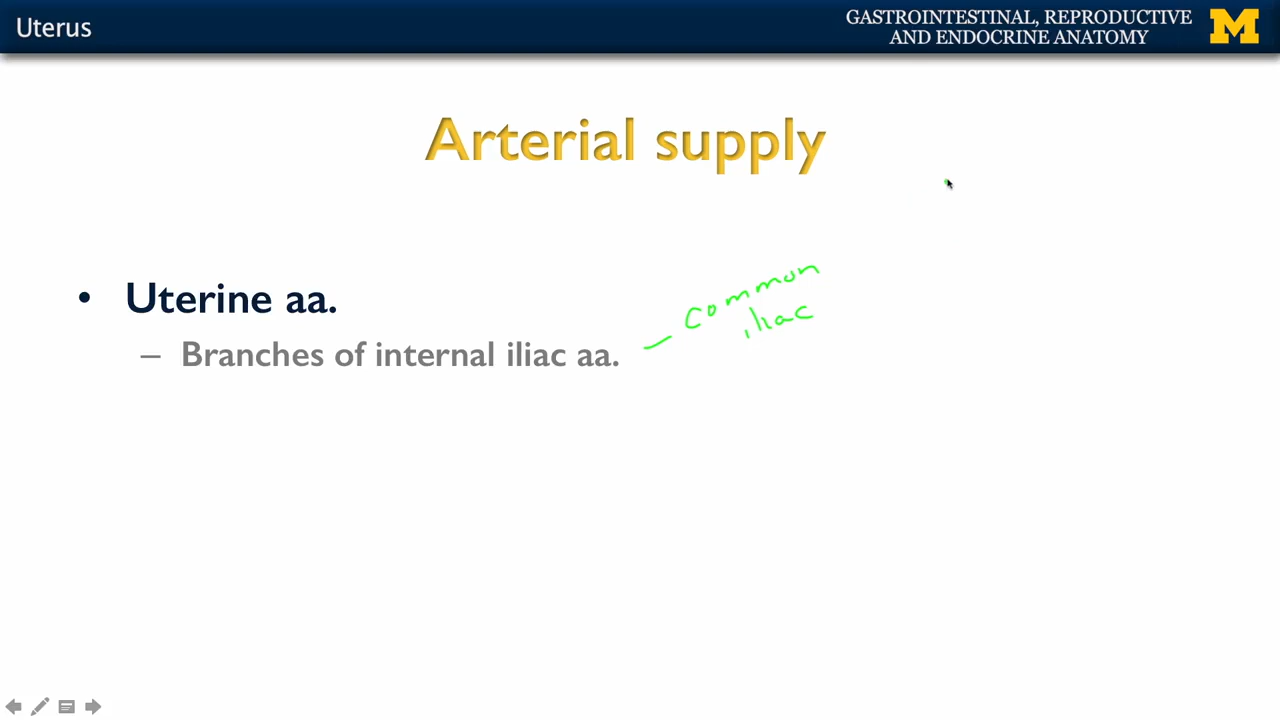 Uterus
GASTROINTESTINAL, REPRODUCTIVE
AND ENDOCRINE ANATOMY
M
Arterial supply
• Uterine aa.
– Branches of internal iliac aa.
common
iliac